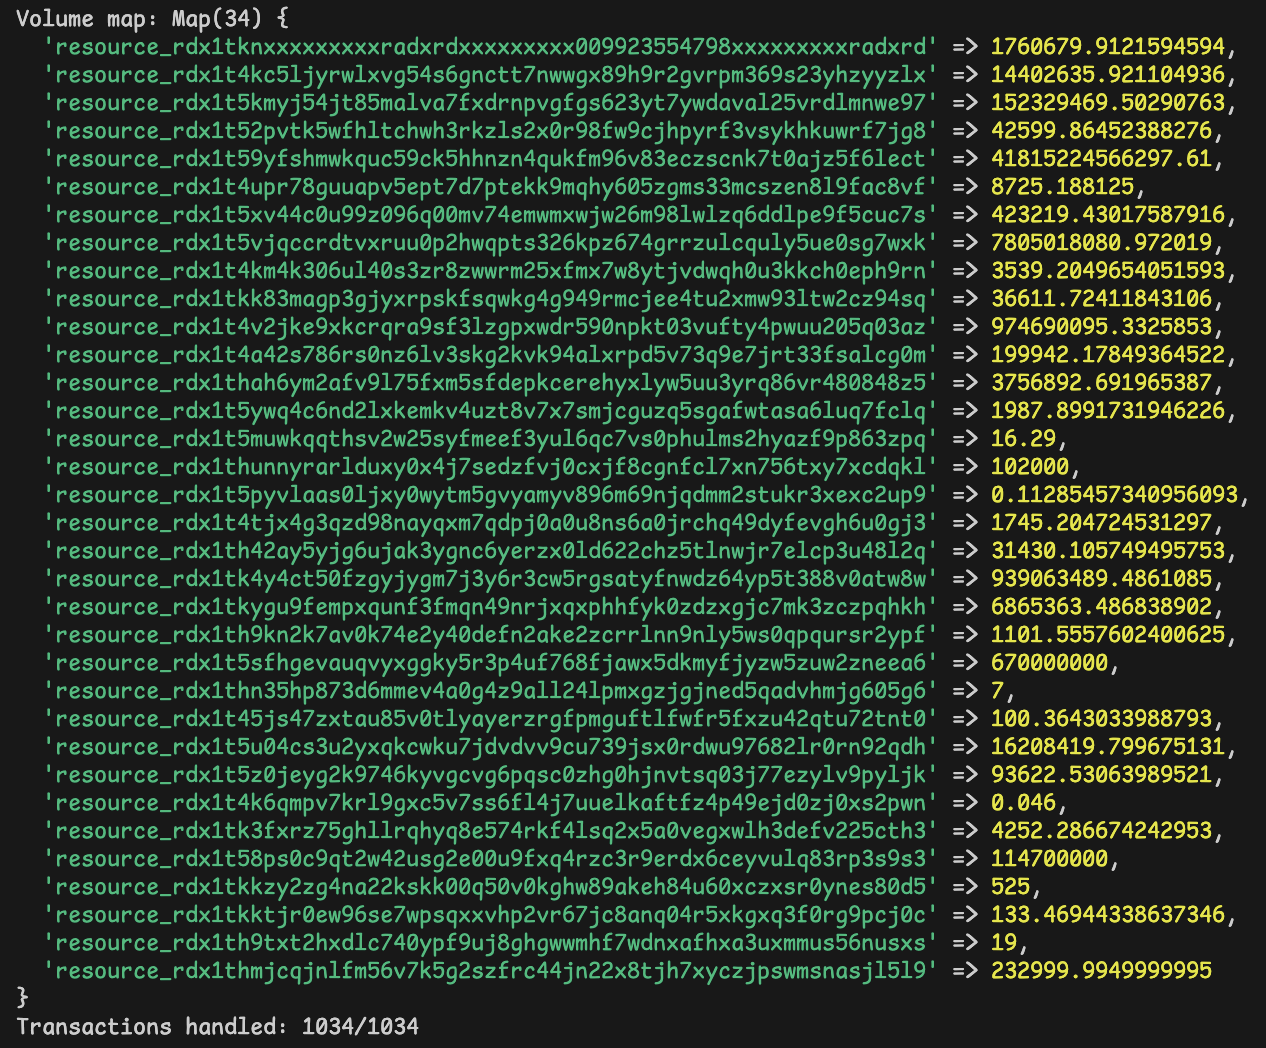 Volume map: Map(34) {
'resource_rdx1tknxxxxxxxxxradxrdxxxxxxxxx009923554798xxxxxxxxxradxrd' => 1760679.9121594594,
'resource_rdx1t4kc5ljyrwlxvg54s6gnctt7nwwgx89h9r2gvrpm369s23yhzyyzlx' => 14402635.921104936,
'resource_rdx1t5kmyj54jt85malva7fxdrnpvgfgs623yt7ywdaval25vrdlmnwe97' => 152329469.50290763,
'resource_rdx1t52pvtk5wfhltchwh3rkzls2x0r98fw9cjhpyrf3vsykhkuwrf7jg8' => 42599.86452388276,
'resource_rdx1t59yfshmwkquc59ck5hhnzn4qukfm96v83eczscnk7t0ajz5f6lect' => 41815224566297.61,
'resource_rdx1t4upr78guuapv5ept7d7ptekk9mqhy605zgms33mcszen8l9fac8vf' => 8725.188125,
'resource_rdx1t5xv44c0u99z096q00mv74emwmxwjw26m98lwlzq6ddlpe9f5cuc7s' => 423219.43017587916,
'resource_rdx1t5vjqccrdtvxruu0p2hwqpts326kpz674grrzulcquly5ue0sg7wxk' => 7805018080.972019,
'resource_rdx1t4km4k306ul40s3zr8zwwrm25xfmx7w8ytjvdwqh0u3kkch0eph9rn' => 3539.2049654051593,
'resource_rdx1tkk83magp3gjyxrpskfsqwkg4g949rmcjee4tu2xmw93ltw2cz94sq' => 36611.72411843106,
'resource_rdx1t4v2jke9xkcrqra9sf3lzgpxwdr590npkt03vufty4pwuu205q03az' => 974690095.3325853,
'resource_rdx1t4a42s786rs0nz6lv3skg2kvk94alxrpd5v73q9e7jrt33fsalcg0m' => 199942.17849364522,
'resource_rdx1thah6ym2afv9l75fxm5sfdepkcerehyxlyw5uu3yrq86vr480848z5' => 3756892.691965387,
'resource_rdx1t5ywq4c6nd2lxkemkv4uzt8v7x7smjcguzq5sgafwtasa6luq7fclq' => 1987.8991731946226,
'resource_rdx1t5muwkqqthsv2w25syfmeef3yul6qc7vs0phulms2hyazf9p863zpq' => 16.29,
'resource_rdx1thunnyrarlduxy0x4j7sedzfvj0cxjf8cgnfcl7xn756txy7xcdqkl' => 102000,
'resource_rdx1t5pyvlaas0ljxy0wytm5gvyamyv896m69njqdmm2stukr3xexc2up9' => 0.11285457340956093,
'resource_rdx1t4tjx4g3qzd98nayqxm7qdpj0a0u8ns6a0jrchq49dyfevgh6u0gj3' => 1745.204724531297,
'resource_rdx1th42ay5yjg6ujak3ygnc6yerzx0ld622chz5tlnwjr7elcp3u48l2q' => 31430.105749495753,
'resource_rdx1tk4y4ct50fzgyjygm7j3y6r3cw5rgsatyfnwdz64yp5t388v0atw8w' => 939063489.4861085,
'resource_rdx1tkygu9fempxqunf3fmqn49nrjxqxphhfyk0zdzxgjc7mk3zczpqhkh' => 6865363.486838902,
'resource_rdx1th9kn2k7av0k74e2y40defn2ake2zcrrlnn9nly5ws0qpqursr2ypf' => 1101.5557602400625,
'resource_rdx1t5sfhgevauqvyxggky5r3p4uf768fjawx5dkmyfjyzw5zuw2zneea6' => 670000000,
'resource_rdx1thn35hp873d6mmev4a0g4z9all24lpmxgzjgjned5qadvhmjg605g6' => 7,
'resource_rdx1t45js47zxtau85v0tlyayerzrgfpmguftlfwfr5fxzu42qtu72tnt0' => 100.3643033988793,
'resource_rdx1t5u04cs3u2yxqkcwku7jdvdvv9cu739jsx0rdwu97682lr0rn92qdh' => 16208419.799675131,
'resource_rdx1t5z0jeyg2k9746kyvgcvg6pqsc0zhg0hjnvtsq03j77ezylv9pyljk' => 93622.53063989521,
'resource_rdx1t4k6qmpv7krl9gxc5v7ss6fl4j7uuelkaftfz4p49ejd0zj0xs2pwn' => 0.046,
'resource_rdx1tk3fxrz75ghllrqhyq8e574rkf4lsq2x5a0vegxwlh3defv225cth3' => 4252.286674242953,
'resource_rdx1t58ps0c9qt2w42usg2e00u9fxq4rzc3r9erdx6ceyvulq83rp3s9s3' => 114700000,
'resource_rdx1tkkzy2zg4na22kskk00q50v0kghw89akeh84u60xczxsr0ynes80d5' => 525,
'resource_rdx1tkktjr0ew96se7wpsqxxvhp2vr67jc8anq04r5xkgxq3f0rg9pcj0c' => 133.46944338637346,
'resource_rdx1th9txt2hxdlc740ypf9uj8ghgwwmhf7wdnxafhxa3uxmmus56nusxs' => 19,
'resource_rdx1thmjcqjnlfm56v7k5g2szfrc44jn22x8tjh7xyczjpswmsnasjl5l9' => 232999.9949999995
}
Transactions handled: 1034/1034